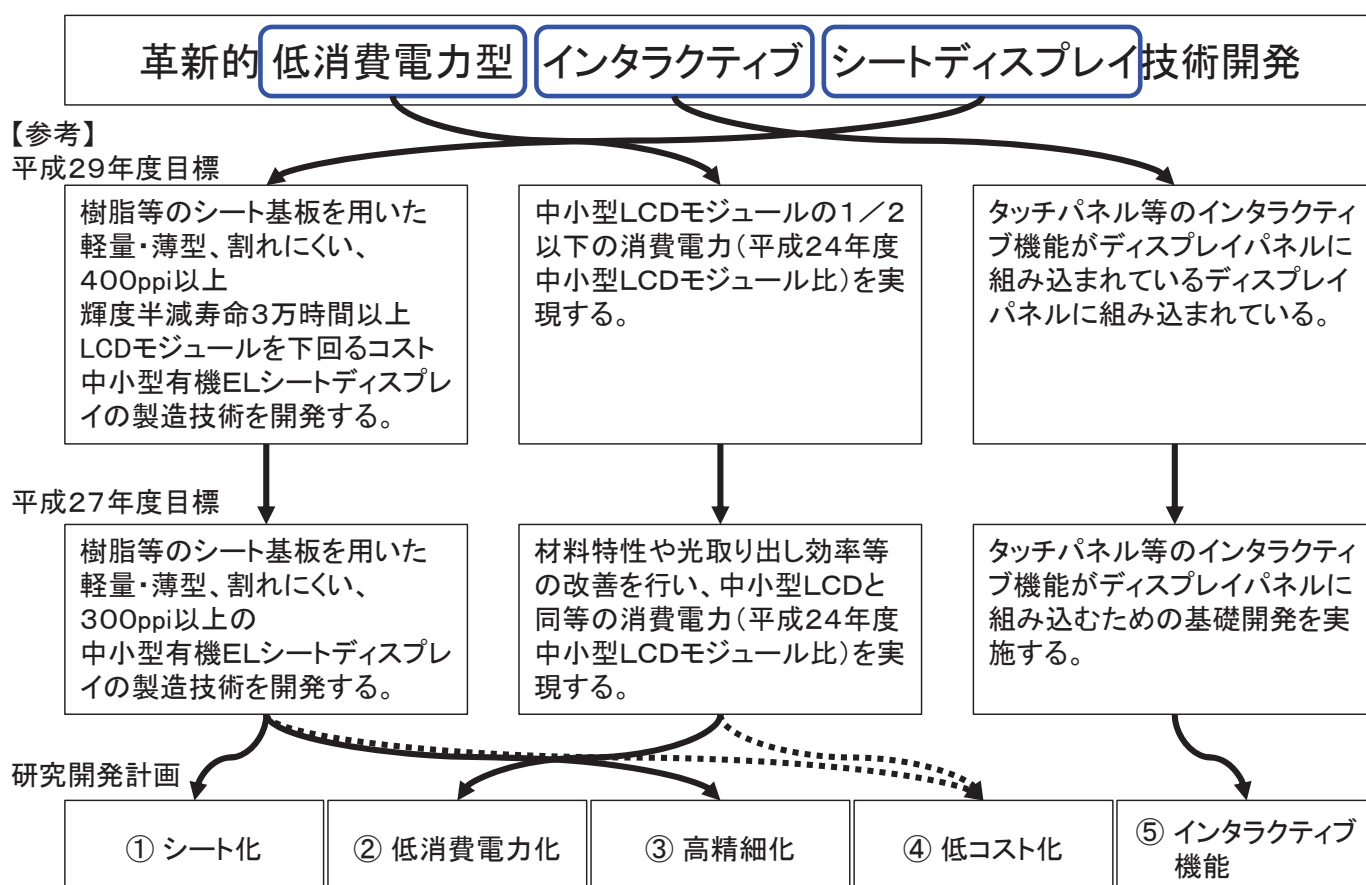 革新的低消費電力型インタラクティブシートディスプレイ技術開発
【参考】
平成29年度目標
樹脂等のシート基板を用いた
軽量・薄型、割れにくい、
400ppi以上
輝度半減寿命3万時間以上
LCDモジュールを下回るコスト
中小型有機ELシートディスプレ
イの製造技術を開発する。
中小型LCDモジュールの1/2
以下の消費電力(平成24年度
中小型LCDモジュール比)を実
現する。
タッチパネル等のインタラクティ
ブ機能がディスプレイパネルに
組み込まれているディスプレイ
パネルに組み込まれている。
平成27年度目標
樹脂等のシート基板を用いた
軽量・薄型、割れにくい、
300ppi以上の
中小型有機ELシートディスプレ
イの製造技術を開発する。
材料特性や光取り出し効率等
の改善を行い、中小型LCDと
同等の消費電力(平成24年度
中小型LCDモジュール比)を実
現する。
タッチパネル等のインタラクティ
ブ機能がディスプレイパネルに
組み込むための基礎開発を実
施する。
研究開発計画
① シート化
② 低消費電力化
③ 高精細化
④ 低コスト化
⑤ インタラクティブ
機能